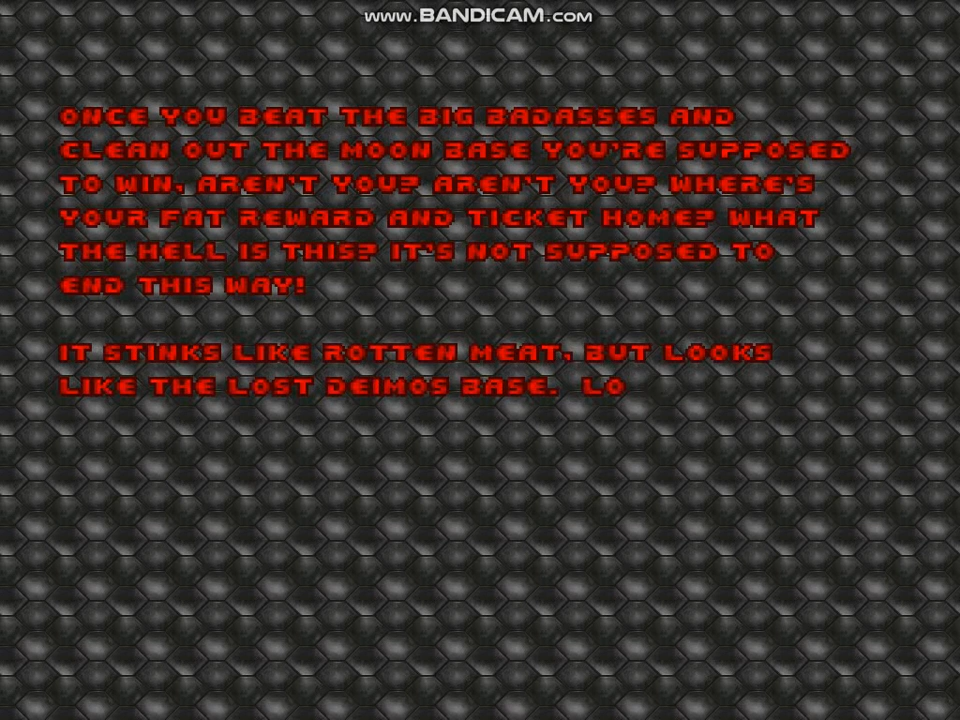 www.BANDICAM.com
ONCE YOU BEAT THE BIG BADASSES AND
CLEAN OUT THE MOON BASE YOU'RE SUPPOSED
TO WIN, AREN'T YOU? AREN'T YOU? WHERE'S
YOUR FAT REWARD AND TICKET HOME? WHAT
THE HELL IS THIS? IT'S NOT SUPPOSED TO
END THIS WAY!
IT STINKS LIKE ROTTEN MEAT, BUT LOOKS
LIKE THE LOST DEIMOS BASE.  LO